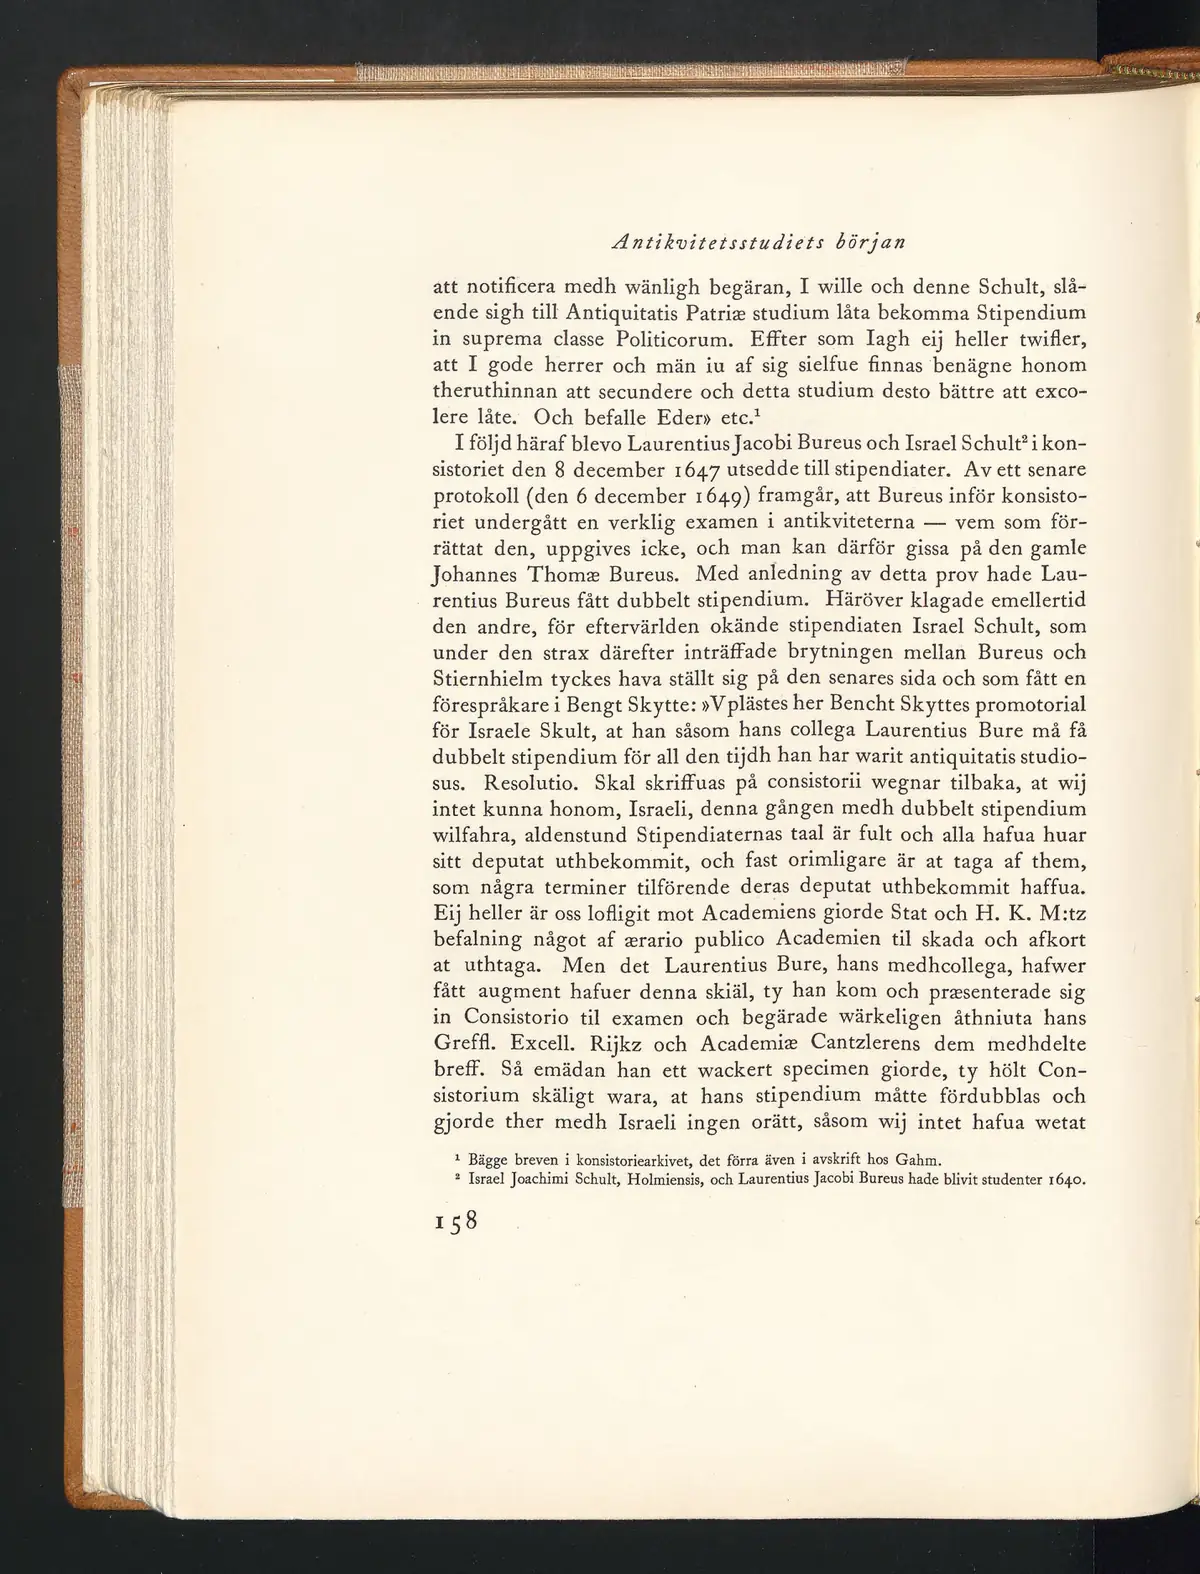 Antikvitetsstudiets början
att notificera medh wänligh begäran, I wille och denne Schult, slå-
ende sigh till Antiquitatis Patriæ studium låta bekomma Stipendium
in suprema classe Politicorum. Effter som Iagh eij heller twifler,
att I gode herrer och män iu af sig sielfue finnas benägne honom
theruthinnan att secundere och detta studium desto bättre att exco-
lere låte. Och befalle Eder» etc.¹
I följd häraf blevo Laurentius Jacobi Bureus och Israel Schult² i kon-
sistoriet den 8 december 1647 utsedde till stipendiater. Av ett senare
protokoll (den 6 december 1649) framgår, att Bureus inför konsisto-
riet undergått en verklig examen i antikviteterna — vem som för-
rättat den, uppgives icke, och man kan därför gissa på den gamle
Johannes Thomæ Bureus. Med anledning av detta prov hade Lau-
rentius Bureus fått dubbelt stipendium. Häröver klagade emellertid
den andre, för eftervärlden okände stipendiaten Israel Schult, som
under den strax därefter inträffade brytningen mellan Bureus och
Stiernhielm tyckes hava ställt sig på den senares sida och som fått en
förespråkare i Bengt Skytte: »Vplästes her Bencht Skyttes promotorial
för Israele Skult, at han såsom hans collega Laurentius Bure må få
dubbelt stipendium för all den tijdh han har warit antiquitatis studio-
sus. Resolutio. Skal skriffuas på consistorii wegnar tilbaka, at wij
intet kunna honom, Israeli, denna gången medh dubbelt stipendium
wilfahra, aldenstund Stipendiaternas taal är fult och alla hafua huar
sitt deputat uthbekommit, och fast orimligare är at taga af them,
som några terminer tilförende deras deputat uthbekommit haffua.
Eij heller är oss lofligit mot Academiens giorde Stat och H. K. M:tz
befalning något af ærario publico Academien til skada och afkort
at uthtaga. Men det Laurentius Bure, hans medhcollega, hafwer
fått augment hafuer denna skiäl, ty han kom och præsenterade sig
in Consistorio til examen och begärade wärkeligen åthniuta hans
Greffl. Excell. Rijkz och Academiæ Cantzlerens dem medhdelte
breff. Så emädan han ett wackert specimen giorde, ty hölt Con-
sistorium skäligt wara, at hans stipendium måtte fördubblas och
gjorde ther medh Israeli ingen orätt, såsom wij intet hafua wetat
¹ Bägge breven i konsistoriearkivet, det förra även i avskrift hos Gahm.
² Israel Joachimi Schult, Holmiensis, och Laurentius Jacobi Bureus hade blivit studenter 1640.
158